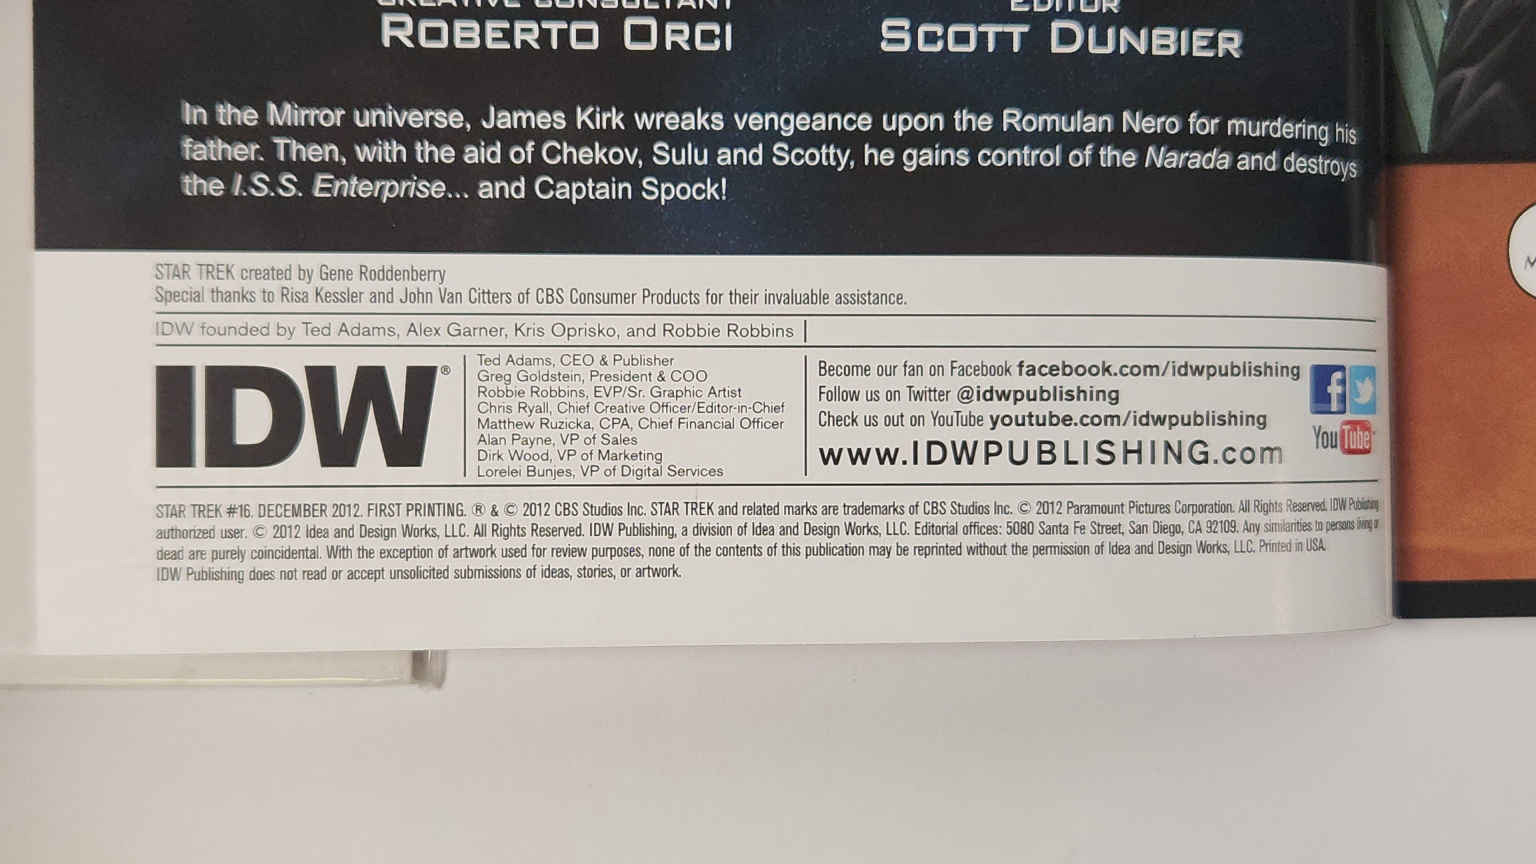 CREATIVE CONSULTANT
ROBERTO ORCI
EDITOR
SCOTT DUNBIER
In the Mirror universe, James Kirk wreaks vengeance upon the Romulan Nero for murdering his
father. Then, with the aid of Chekov, Sulu and Scotty, he gains control of the Narada and destroys
the I.S.S. Enterprise... and Captain Spock!
STAR TREK created by Gene Roddenberry
Special thanks to Risa Kessler and John Van Citters of CBS Consumer Products for their invaluable assistance.
IDW founded by Ted Adams, Alex Garner, Kris Oprisko, and Robbie Robbins
IDW®
Ted Adams, CEO & Publisher
Greg Goldstein, President & COO
Robbie Robbins, EVP/Sr. Graphic Artist
Chris Ryall, Chief Creative Officer/Editor-in-Chief
Matthew Ruzicka, CPA, Chief Financial Officer
Alan Payne, VP of Sales
Dirk Wood, VP of Marketing
Lorelei Bunjes, VP of Digital Services
Become our fan on Facebook facebook.com/idwpublishing
Follow us on Twitter @idwpublishing
Check us out on YouTube youtube.com/idwpublishing
www.IDWPUBLISHING.com
f
You Tube
STAR TREK #16. DECEMBER 2012. FIRST PRINTING. ® & © 2012 CBS Studios Inc. STAR TREK and related marks are trademarks of CBS Studios Inc. © 2012 Paramount Pictures Corporation. All Rights Reserved. IDW Publishing
authorized user. © 2012 Idea and Design Works, LLC. All Rights Reserved. IDW Publishing, a division of Idea and Design Works, LLC. Editorial offices: 5080 Santa Fe Street, San Diego, CA 92109. Any similarities to persons living or
dead are purely coincidental. With the exception of artwork used for review purposes, none of the contents of this publication may be reprinted without the permission of Idea and Design Works, LLC. Printed in USA.
IDW Publishing does not read or accept unsolicited submissions of ideas, stories, or artwork.